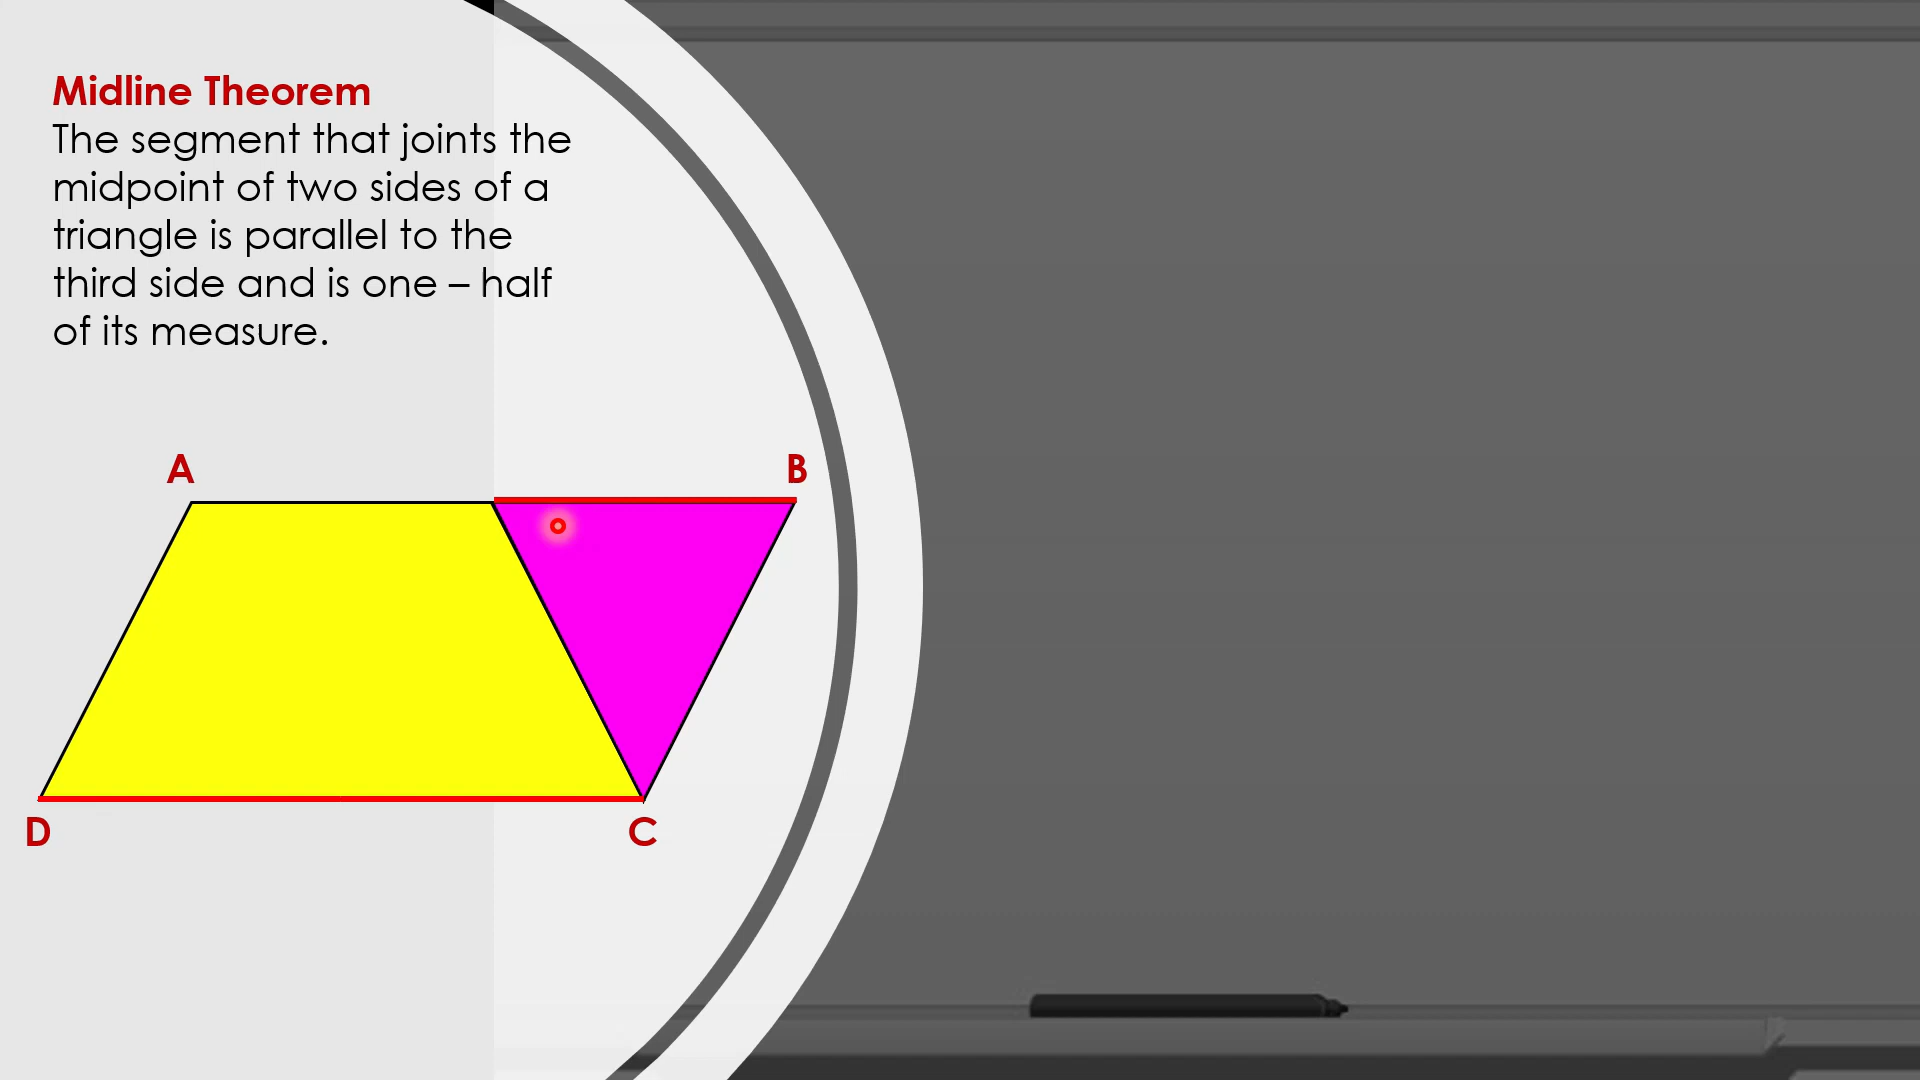 Midline Theorem
The segment that joints the
midpoint of two sides of a
triangle is parallel to the
third side and is one – half
of its measure.
A
B
D
C